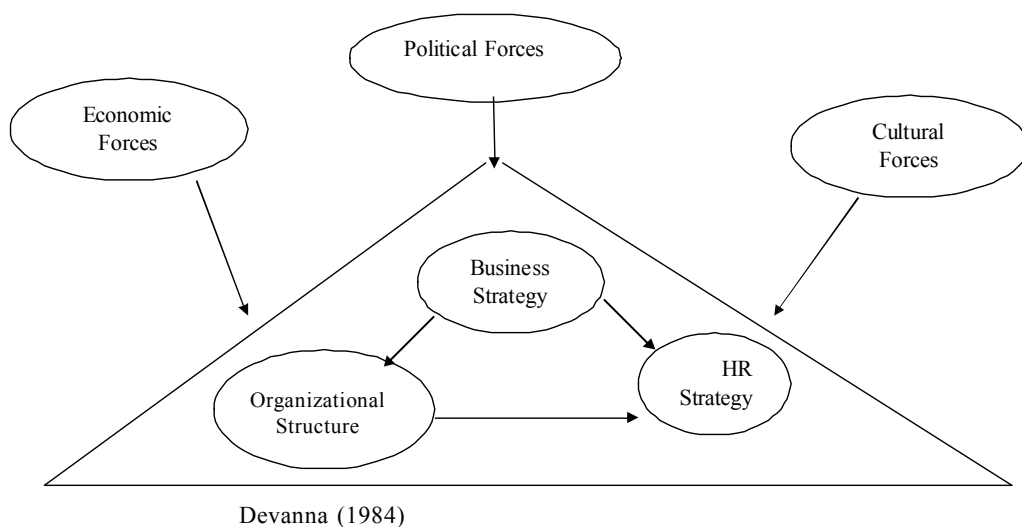 Political Forces
Economic
Forces
Cultural
Forces
Business
Strategy
HR
Strategy
Organizational
Structure
Devanna (1984)